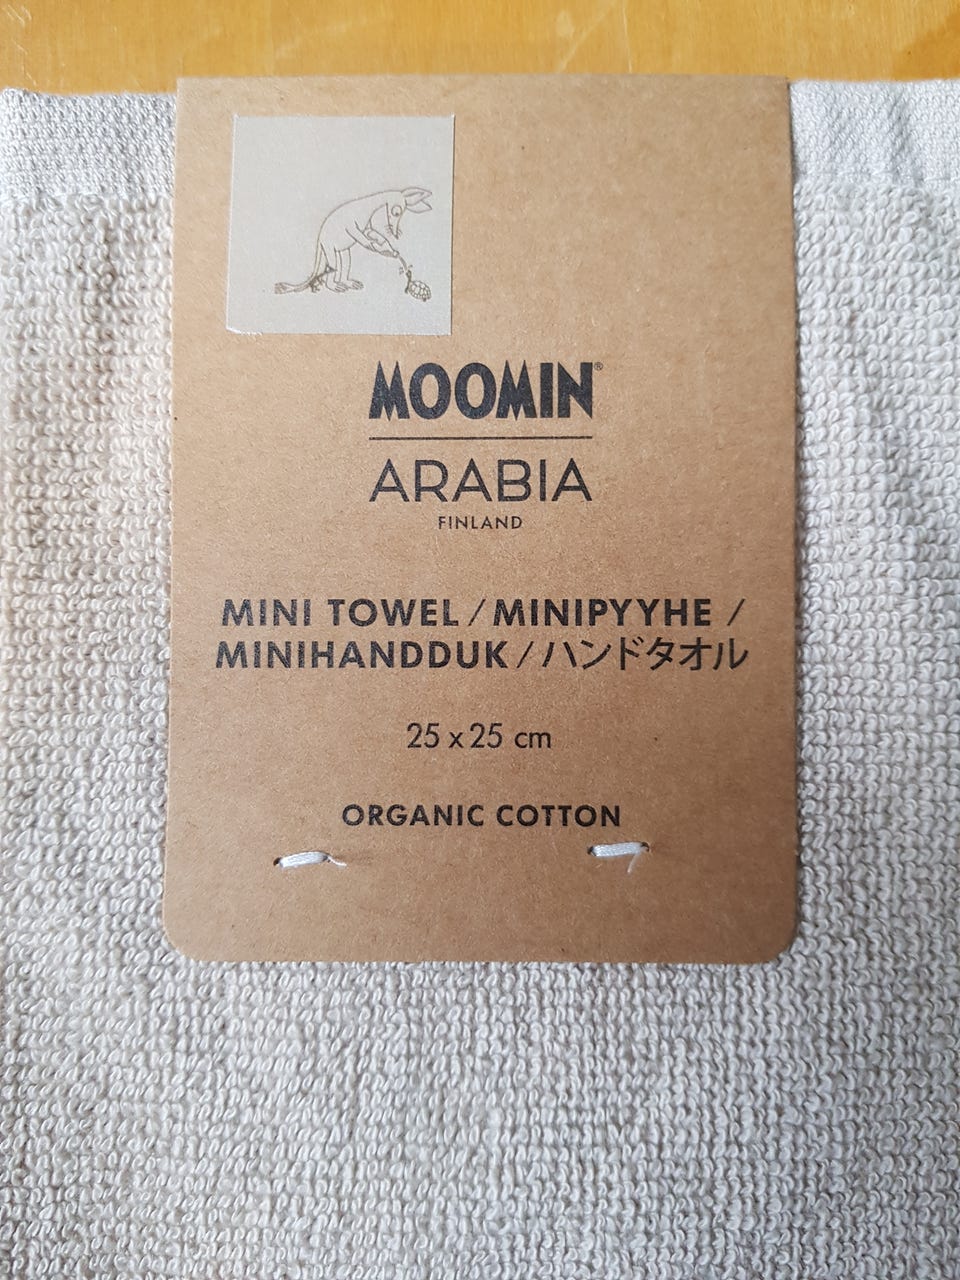 MOOMIN®
ARABIA
FINLAND
MINI TOWEL / MINIPYYHE /
MINIHANDDUK / ハンドタオル
25 x 25 cm
ORGANIC COTTON